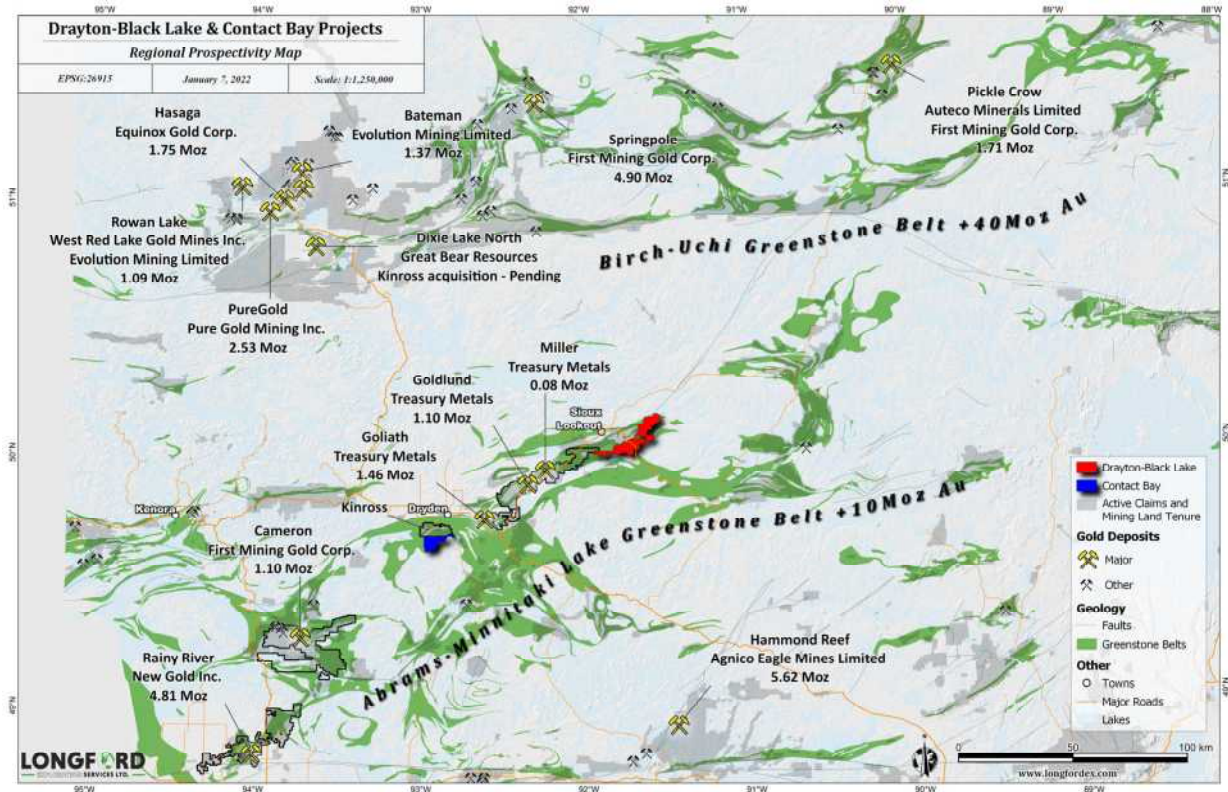 Drayton-Black Lake & Contact Bay Projects
Regional Prospectivity Map
EPSG:26915
January 7, 2022
Scale: 1:1,250,000
95°W
94°W
93°W
92°W
91°W
90°W
89°W
88°W
51°N
50°N
49°N
51°N
50°N
49°N
Hasaga
Equinox Gold Corp.
1.75 Moz
Bateman
Evolution Mining Limited
1.37 Moz
Springpole
First Mining Gold Corp.
4.90 Moz
Pickle Crow
Auteco Minerals Limited
First Mining Gold Corp.
1.71 Moz
Rowan Lake
West Red Lake Gold Mines Inc.
Evolution Mining Limited
1.09 Moz
Dixie Lake North
Great Bear Resources
Kinross acquisition - Pending
Birch-Uchi Greenstone Belt +40Moz Au
PureGold
Pure Gold Mining Inc.
2.53 Moz
Miller
Treasury Metals
0.08 Moz
Goldlund
Treasury Metals
1.10 Moz
Sioux
Lookout
Goliath
Treasury Metals
1.46 Moz
Kenora
Kinross
Dryden
Cameron
First Mining Gold Corp.
1.10 Moz
Abrams-Minnitaki Lake Greenstone Belt +10Moz Au
Rainy River
New Gold Inc.
4.81 Moz
Hammond Reef
Agnico Eagle Mines Limited
5.62 Moz
Drayton-Black Lake
Contact Bay
Active Claims and
Mining Land Tenure
Gold Deposits
Major
Other
Geology
Faults
Greenstone Belts
Other
Towns
Major Roads
Lakes
0 50 100 km
www.longfordex.com
LONGFORD
EXPLORATION SERVICES LTD.
95°W
94°W
93°W
92°W
91°W
90°W
89°W